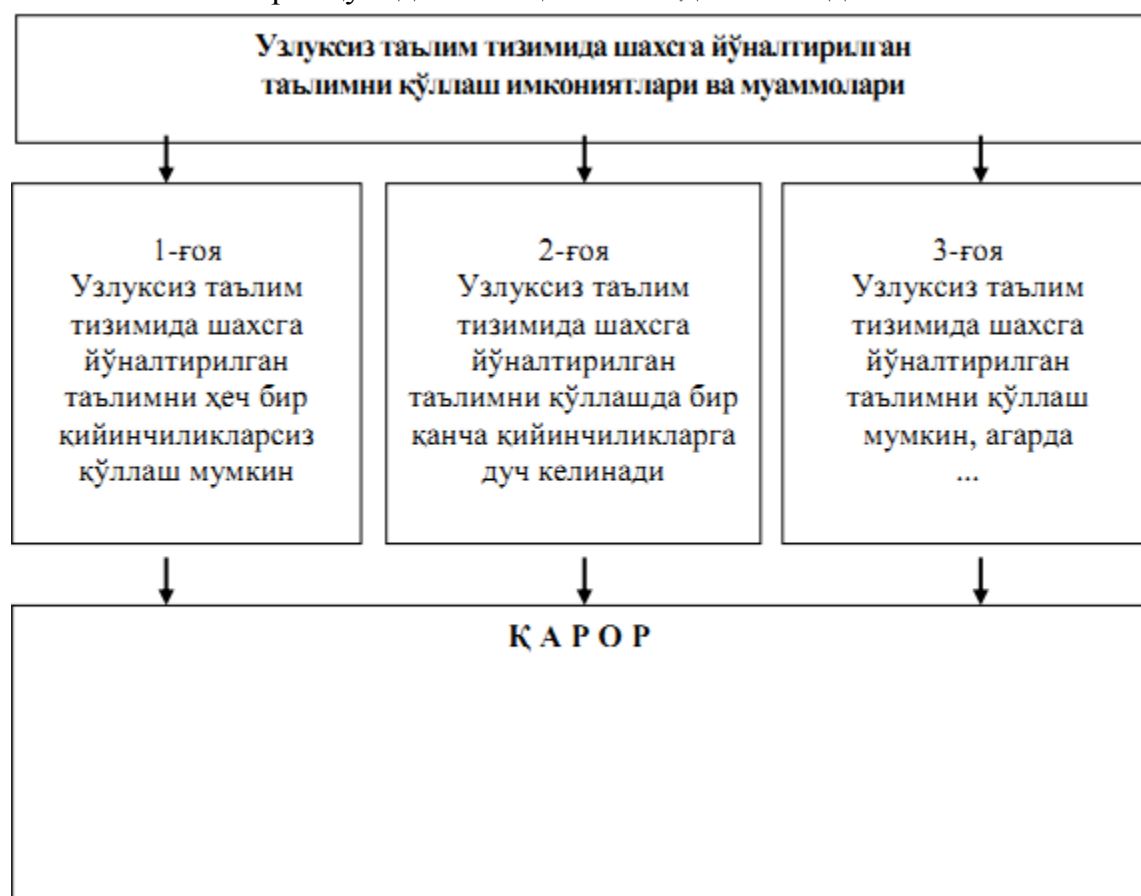 Узлуксиз таълим тизимида шахсга йўналтирилган
таълимни қўллаш имкониятлари ва муаммолари
1-ғоя
Узлуксиз таълим
тизимида шахсга
йўналтирилган
таълимни ҳеч бир
қийинчиликларсиз
қўллаш мумкин
2-ғоя
Узлуксиз таълим
тизимида шахсга
йўналтирилган
таълимни қўллашда бир
қанча қийинчиликларга
дуч келинади
3-ғоя
Узлуксиз таълим
тизимида шахсга
йўналтирилган
таълимни қўллаш
мумкин, агарда
...
Қ А Р О Р